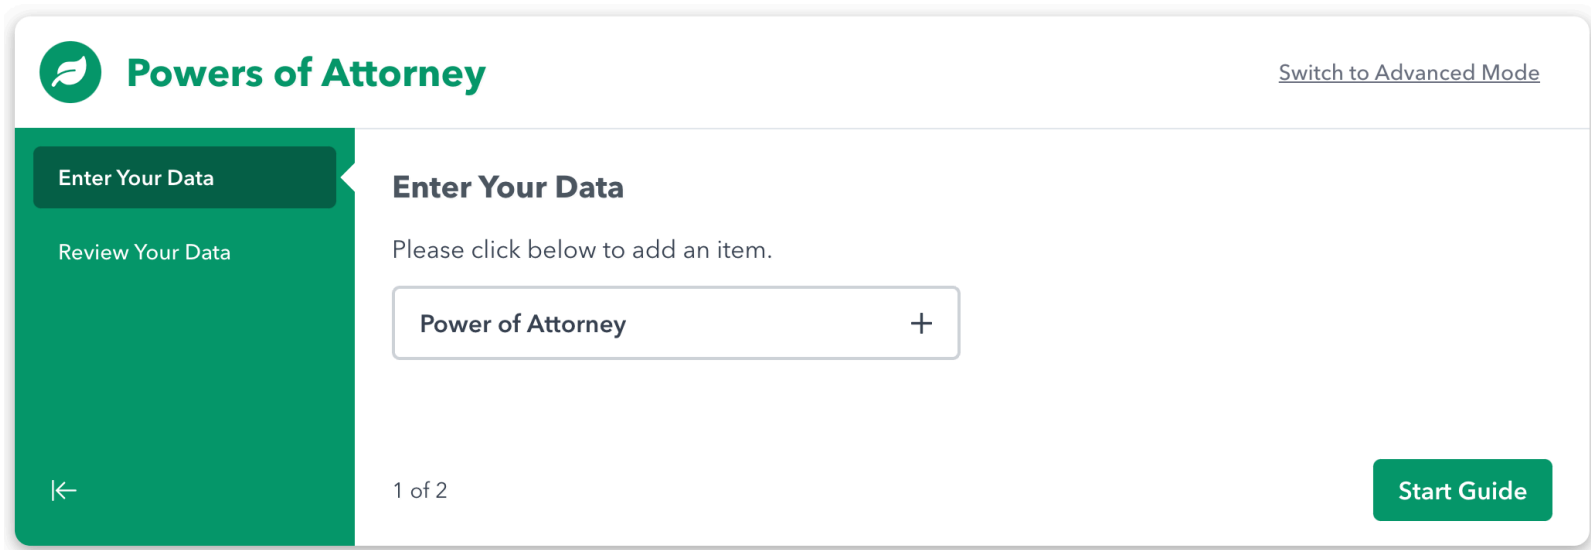 Powers of Attorney
Switch to Advanced Mode
Enter Your Data
Review Your Data
Enter Your Data
Please click below to add an item.
Power of Attorney
1 of 2
Start Guide